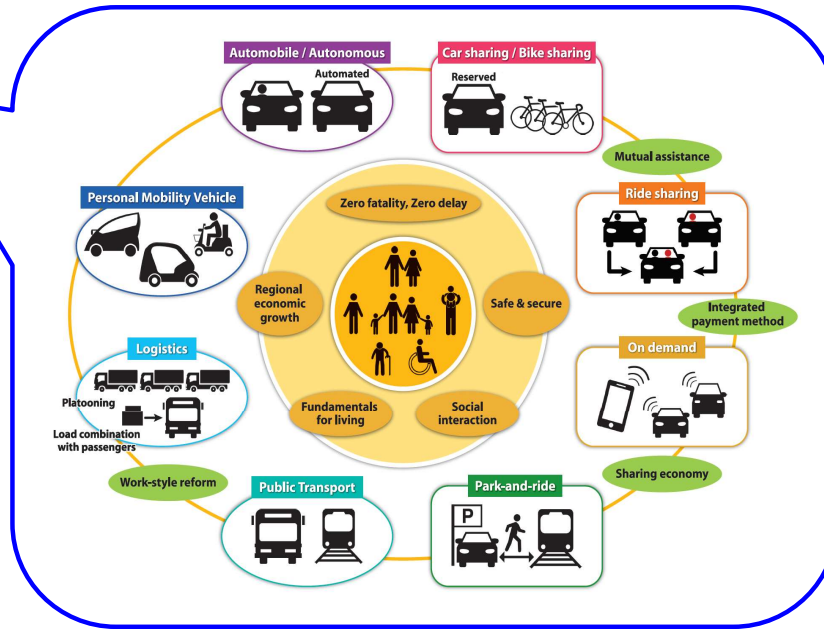 Automobile / Autonomous
Automated
Car sharing / Bike sharing
Reserved
Mutual assistance
Personal Mobility Vehicle
Zero fatality, Zero delay
Ride sharing
Regional
economic
growth
Safe & secure
Integrated
payment method
Logistics
Platooning
Load combination
with passengers
On demand
Fundamentals
for living
Social
interaction
Work-style reform
Sharing economy
Public Transport
Park-and-ride
P